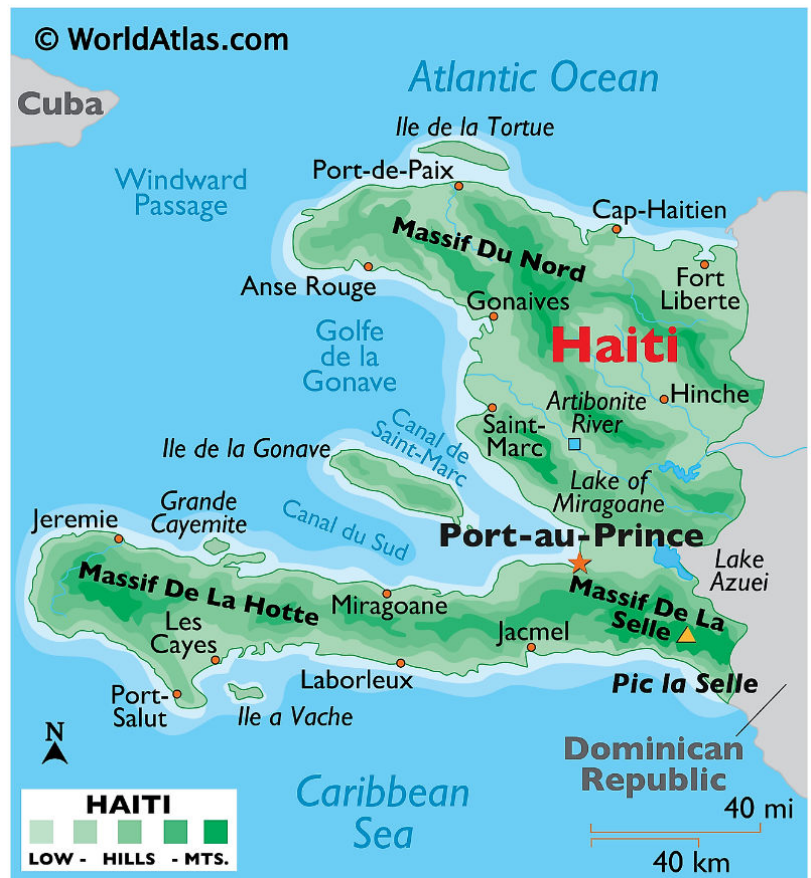 © WorldAtlas.com
Atlantic Ocean
Cuba
Ile de la Tortue
Port-de-Paix
Windward
Passage
Cap-Haitien
Massif Du Nord
Anse Rouge
Fort
Liberte
Gonaives
Golfe
de la
Gonave
Haiti
Hinche
Artibonite
River
Saint-
Marc
Canal de
Saint-Marc
Ile de la Gonave
Lake of
Miragoane
Grande
Cayemite
Canal du Sud
Jeremie
Port-au-Prince
Lake
Azuei
Massif De La Hotte
Miragoane
Massif De La
Selle
Les
Cayes
Jacmel
Laborleux
Pic la Selle
Port-
Salut
Ile a Vache
N
Dominican
Republic
Caribbean
Sea
HAITI
LOW - HILLS - MTS.
40 mi
40 km